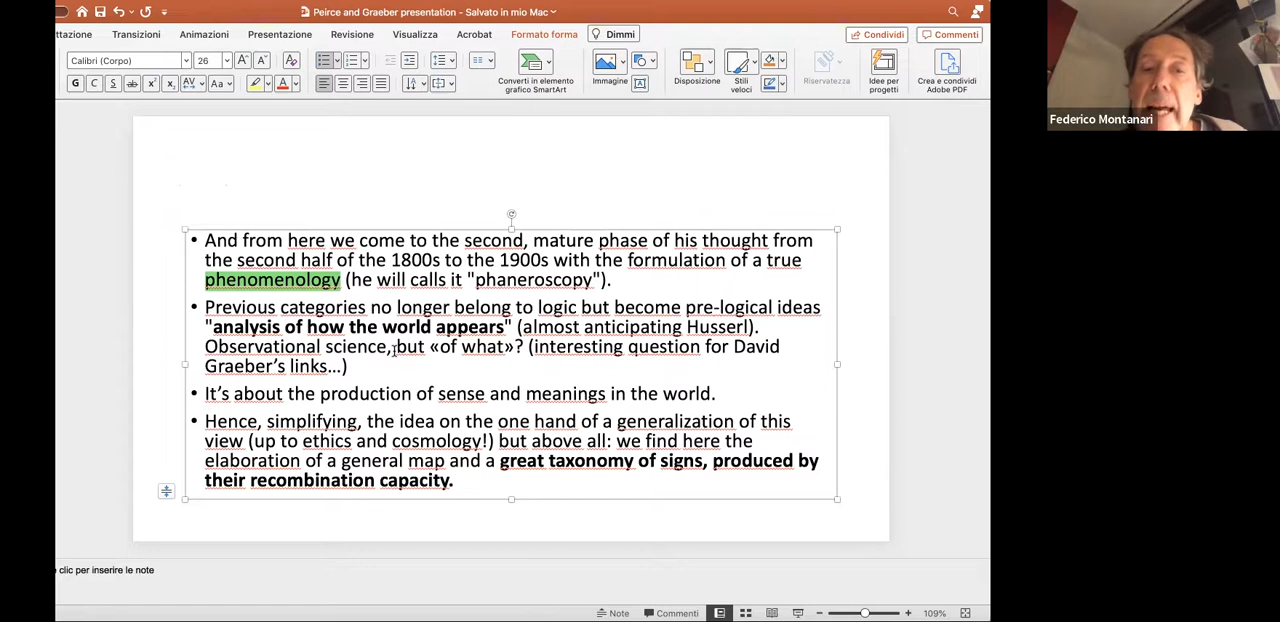 Peirce and Graeber presentation - Salvato in mio Mac
ttazione Transizioni Animazioni Presentazione Revisione Visualizza Acrobat Formato forma Dimmi Condividi Commenti
Calibri (Corpo) 26
G C S ab x² x₂ AV Aa A
Converti in elemento
grafico SmartArt
Immagine
Disposizione
Stili
veloci
Riservatezza
Idee per
progetti
Crea e condividi
Adobe PDF
Federico Montanari
• And from here we come to the second, mature phase of his thought from
the second half of the 1800s to the 1900s with the formulation of a true
phenomenology (he will calls it "phaneroscopy").
• Previous categories no longer belong to logic but become pre-logical ideas
"analysis of how the world appears" (almost anticipating Husserl).
Observational science, but «of what»? (interesting question for David
Graeber’s links…)
• It’s about the production of sense and meanings in the world.
• Hence, simplifying, the idea on the one hand of a generalization of this
view (up to ethics and cosmology!) but above all: we find here the
elaboration of a general map and a great taxonomy of signs, produced by
their recombination capacity.
clic per inserire le note
Note Commenti 109%